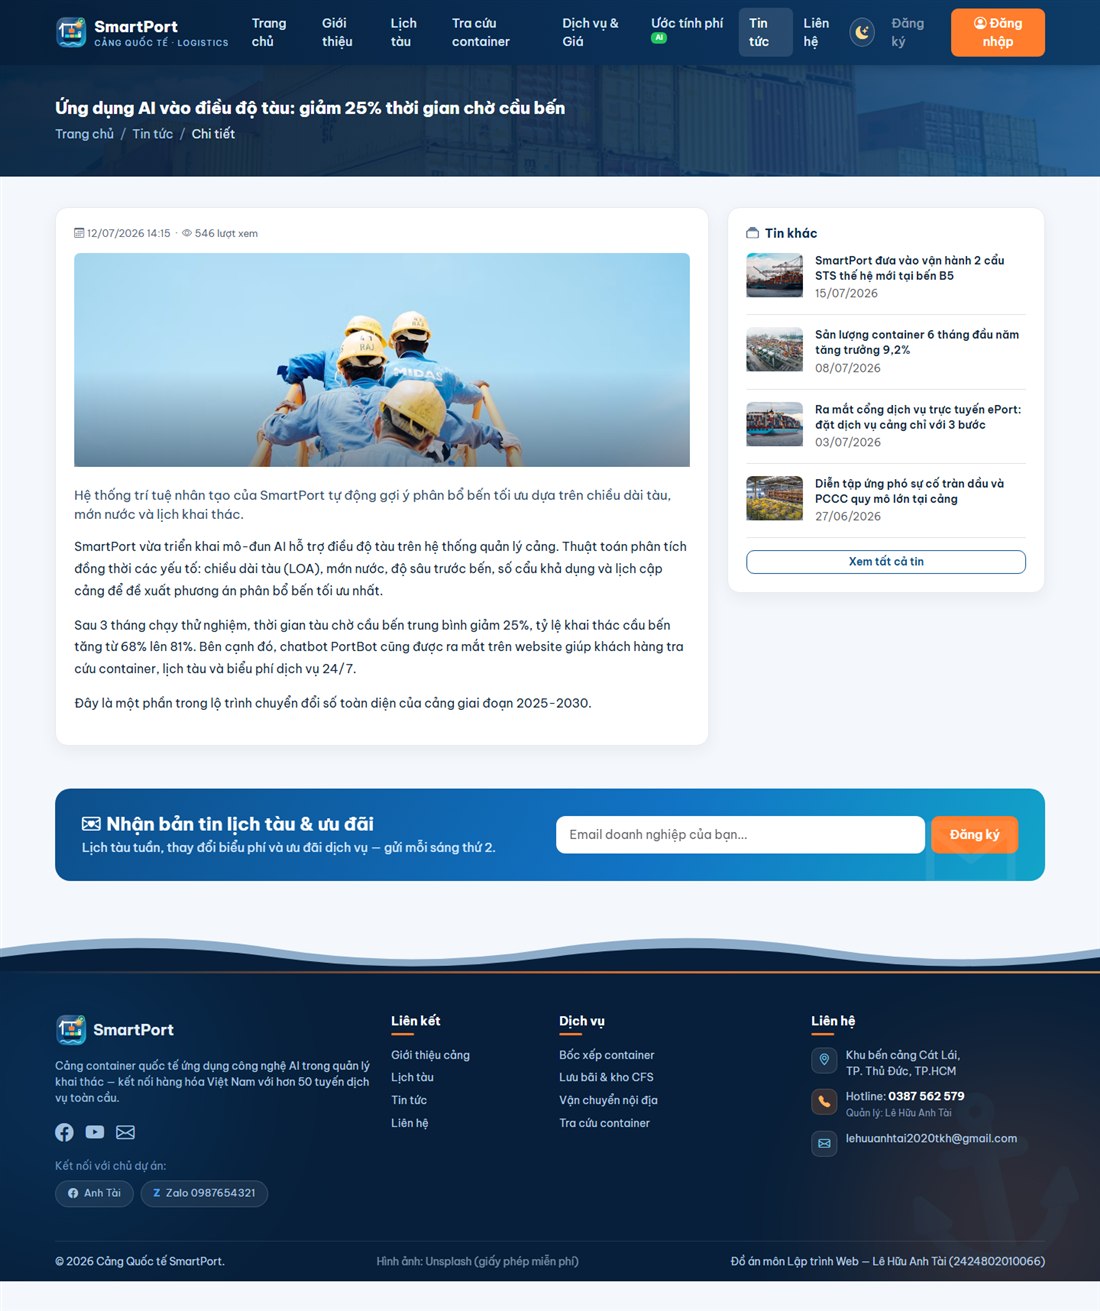 SmartPort
CẢNG QUỐC TẾ · LOGISTICS
Trang chủ
Giới thiệu
Lịch tàu
Tra cứu container
Dịch vụ & Giá
Ước tính phí AI
Tin tức
Liên hệ
Đăng ký
Đăng nhập
Ứng dụng AI vào điều độ tàu: giảm 25% thời gian chờ cầu bến
Trang chủ / Tin tức / Chi tiết
12/07/2026 14:15 · 546 lượt xem
RAJ
RAJ
MIDAS
Hệ thống trí tuệ nhân tạo của SmartPort tự động gợi ý phân bổ bến tối ưu dựa trên chiều dài tàu,
mớn nước và lịch khai thác.
SmartPort vừa triển khai mô-đun AI hỗ trợ điều độ tàu trên hệ thống quản lý cảng. Thuật toán phân tích
đồng thời các yếu tố: chiều dài tàu (LOA), mớn nước, độ sâu trước bến, số cẩu khả dụng và lịch cập
cảng để đề xuất phương án phân bổ bến tối ưu nhất.
Sau 3 tháng chạy thử nghiệm, thời gian tàu chờ cầu bến trung bình giảm 25%, tỷ lệ khai thác cầu bến
tăng từ 68% lên 81%. Bên cạnh đó, chatbot PortBot cũng được ra mắt trên website giúp khách hàng tra
cứu container, lịch tàu và biểu phí dịch vụ 24/7.
Đây là một phần trong lộ trình chuyển đổi số toàn diện của cảng giai đoạn 2025-2030.
Tin khác
SmartPort đưa vào vận hành 2 cẩu
STS thế hệ mới tại bến B5
15/07/2026
Sản lượng container 6 tháng đầu năm
tăng trưởng 9,2%
08/07/2026
Ra mắt cổng dịch vụ trực tuyến ePort:
đặt dịch vụ cảng chỉ với 3 bước
03/07/2026
Diễn tập ứng phó sự cố tràn dầu và
PCCC quy mô lớn tại cảng
27/06/2026
Xem tất cả tin
Nhận bản tin lịch tàu & ưu đãi
Lịch tàu tuần, thay đổi biểu phí và ưu đãi dịch vụ — gửi mỗi sáng thứ 2.
Email doanh nghiệp của bạn...
Đăng ký
SmartPort
Cảng container quốc tế ứng dụng công nghệ AI trong quản lý
khai thác — kết nối hàng hóa Việt Nam với hơn 50 tuyến dịch
vụ toàn cầu.
Kết nối với chủ dự án:
Anh Tài
Z Zalo 0987654321
Liên kết
Giới thiệu cảng
Lịch tàu
Tin tức
Liên hệ
Dịch vụ
Bốc xếp container
Lưu bãi & kho CFS
Vận chuyển nội địa
Tra cứu container
Liên hệ
Khu bến cảng Cát Lái,
TP. Thủ Đức, TP.HCM
Hotline: 0387 562 579
Quản lý: Lê Hữu Anh Tài
lehuuanhtai2020tkh@gmail.com
© 2026 Cảng Quốc tế SmartPort.
Hình ảnh: Unsplash (giấy phép miễn phí)
Đồ án môn Lập trình Web — Lê Hữu Anh Tài (2424802010066)